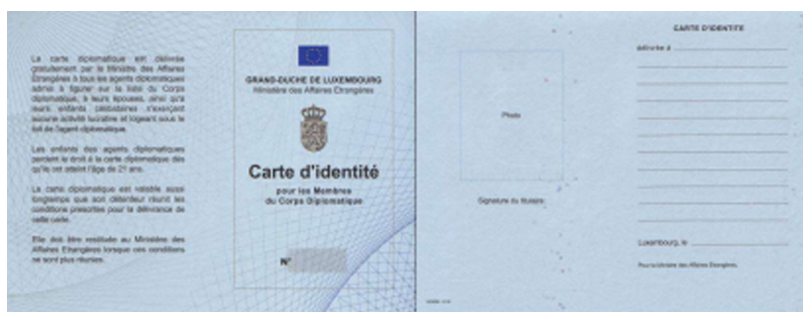 La carte diplomatique est délivrée
gratuitement par le Ministre des Affaires
Etrangères à tous les agents diplomatiques
admis à figurer sur la liste du Corps
diplomatique, à leurs épouses, ainsi qu'à
leurs enfants célibataires n'exerçant
aucune activité lucrative et logeant sous le
toit de l'agent diplomatique.
Les enfants des agents diplomatiques
perdent le droit à la carte diplomatique dès
qu'ils ont atteint l'âge de 21 ans.
La carte diplomatique est valable aussi
longtemps que son détenteur réunit les
conditions prescrites pour la délivrance de
cette carte.
Elle doit être restituée au Ministère des
Affaires Etrangères lorsque ces conditions
ne sont plus réunies.
GRAND-DUCHE DE LUXEMBOURG
Ministère des Affaires Etrangères
Carte d'identité
pour les Membres
du Corps Diplomatique
N°
Photo
Signature du titulaire
CARTE D'IDENTITE
délivrée à
Luxembourg, le
Pour le Ministre des Affaires Etrangères,